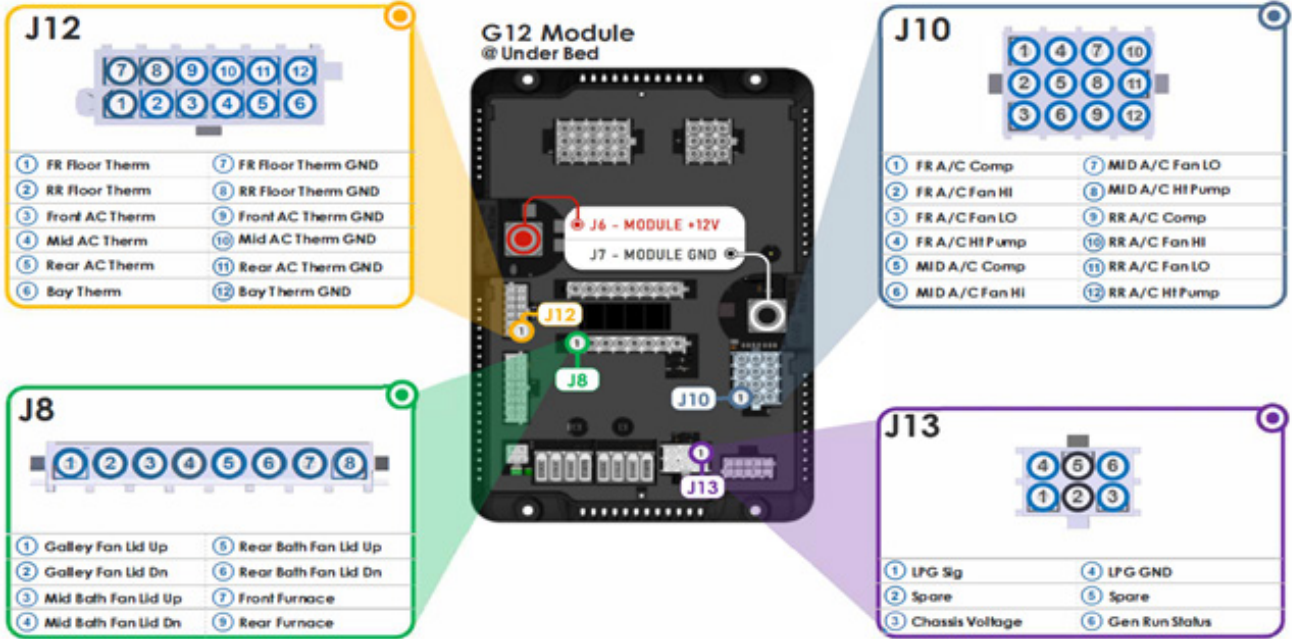 J12
7 8 9 10 11 12
1 2 3 4 5 6
1 FR Floor Therm 7 FR Floor Therm GND
2 RR Floor Therm 8 RR Floor Therm GND
3 Front AC Therm 9 Front AC Therm GND
4 Mid AC Therm 10 Mid AC Therm GND
5 Rear AC Therm 11 Rear AC Therm GND
6 Bay Therm 12 Bay Therm GND
G12 Module
@ Under Bed
J6 - MODULE +12V
J7 - MODULE GND
J12
1
1
J8
J10
1
1
J13
J10
1 4 7 10
2 5 8 11
3 6 9 12
1 FR A/C Comp 7 MID A/C Fan LO
2 FR A/C Fan HI 8 MID A/C Ht Pump
3 FR A/C Fan LO 9 RR A/C Comp
4 FR A/C Ht Pump 10 RR A/C Fan HI
5 MID A/C Comp 11 RR A/C Fan LO
6 MID A/C Fan Hi 12 RR A/C Ht Pump
J8
1 2 3 4 5 6 7 8
1 Galley Fan Lid Up 5 Rear Bath Fan Lid Up
2 Galley Fan Lid Dn 6 Rear Bath Fan Lid Dn
3 Mid Bath Fan Lid Up 7 Front Furnace
4 Mid Bath Fan Lid Dn 9 Rear Furnace
J13
4 5 6
1 2 3
1 LPG Sig 4 LPG GND
2 Spare 5 Spare
3 Chassis Voltage 6 Gen Run Status